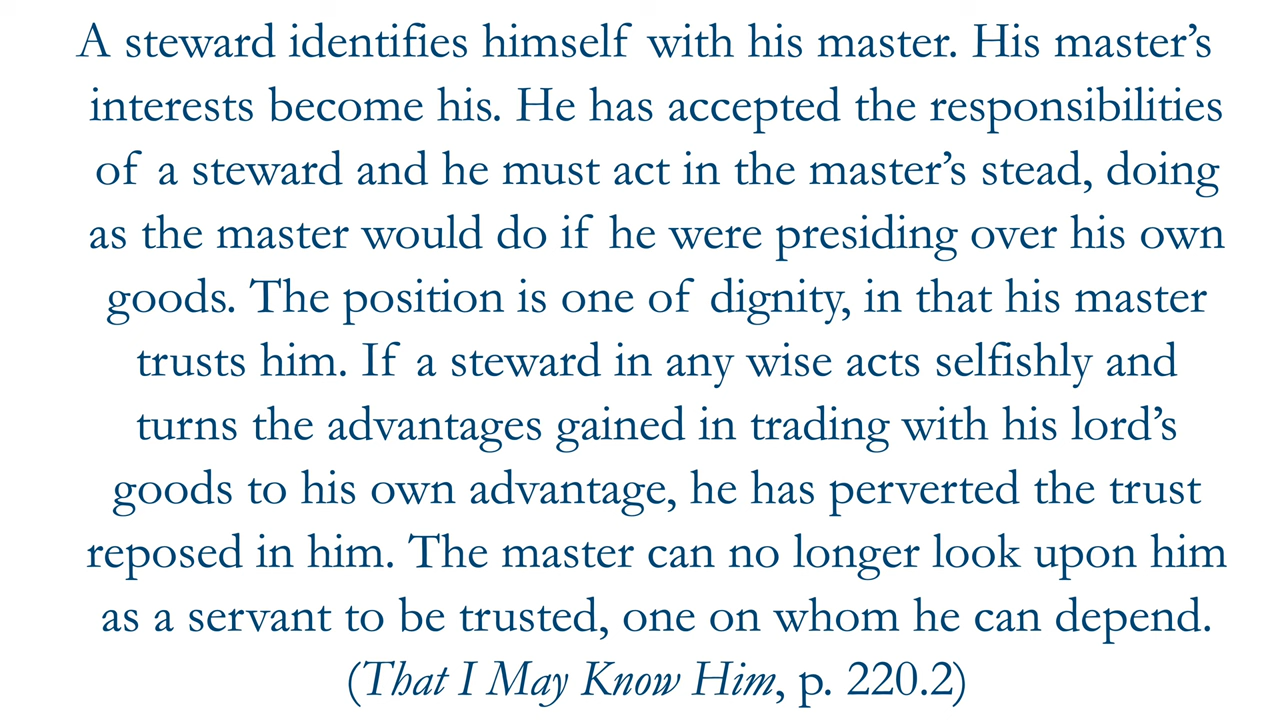 A steward identifies himself with his master. His master’s
interests become his. He has accepted the responsibilities
of a steward and he must act in the master’s stead, doing
as the master would do if he were presiding over his own
goods. The position is one of dignity, in that his master
trusts him. If a steward in any wise acts selfishly and
turns the advantages gained in trading with his lord’s
goods to his own advantage, he has perverted the trust
reposed in him. The master can no longer look upon him
as a servant to be trusted, one on whom he can depend.
(That I May Know Him, p. 220.2)